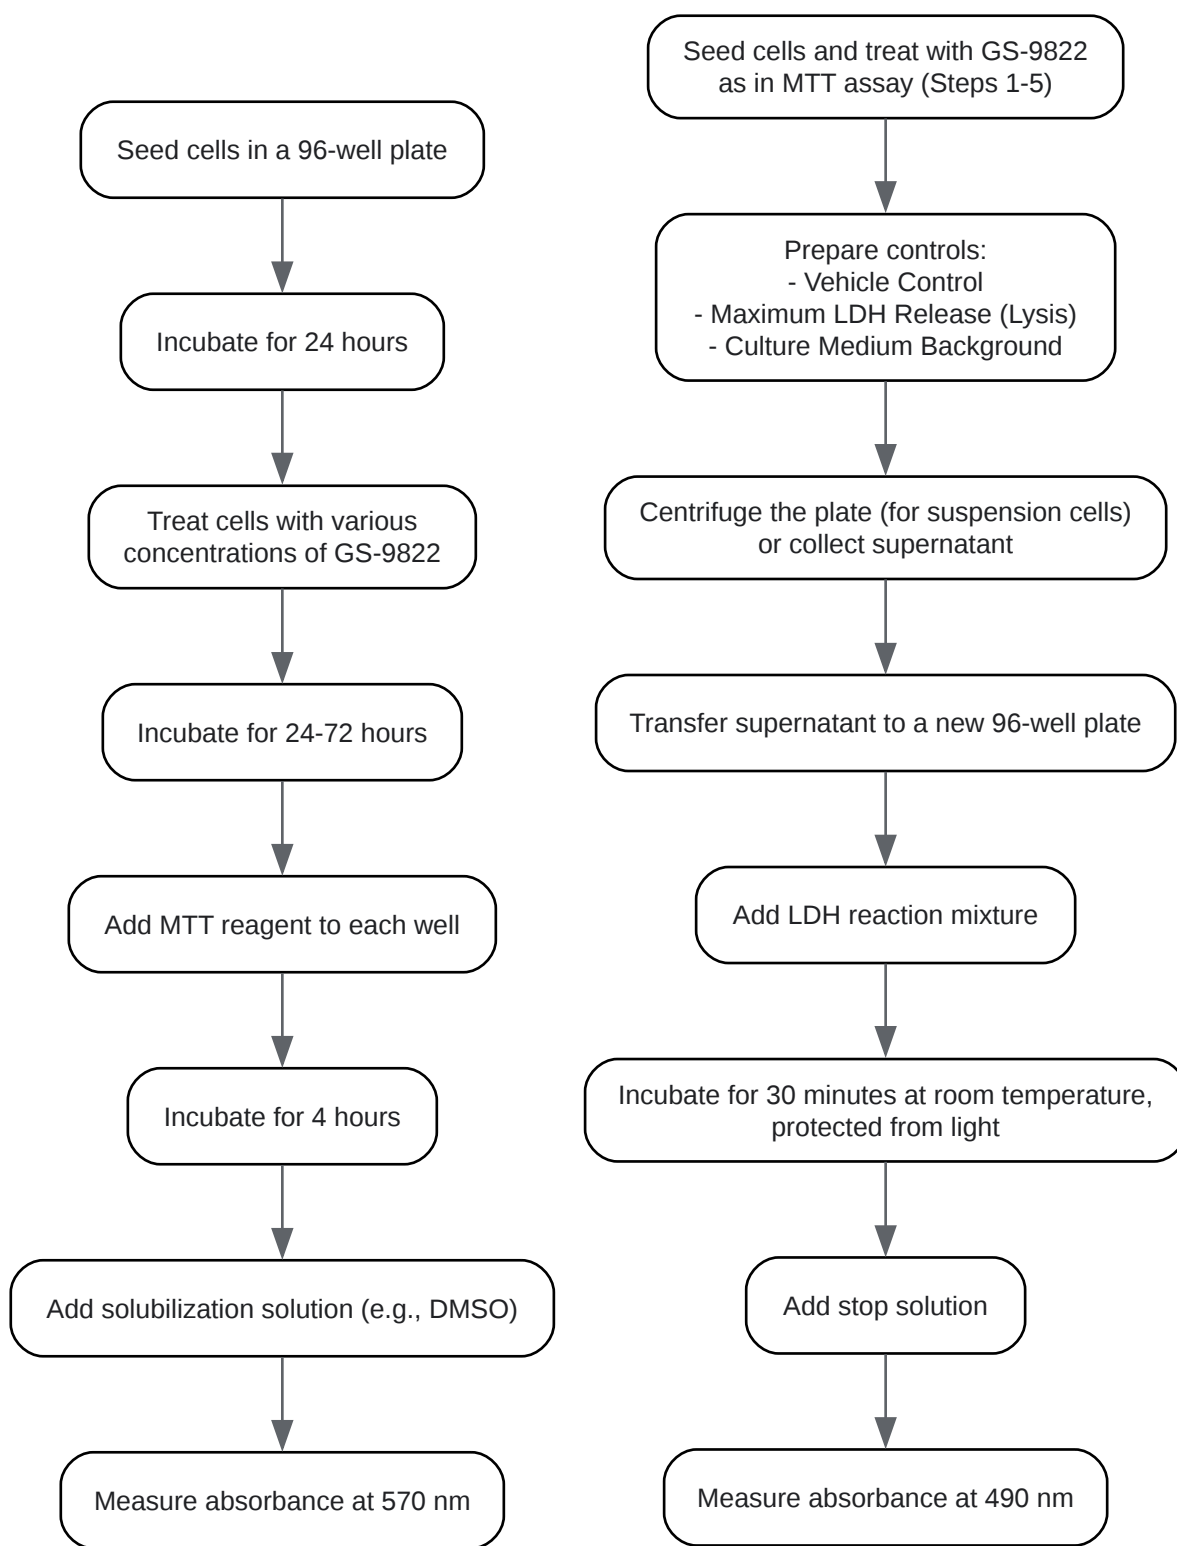 Seed cells in a 96-well plate
Incubate for 24 hours
Treat cells with various
concentrations of GS-9822
Incubate for 24-72 hours
Add MTT reagent to each well
Incubate for 4 hours
Add solubilization solution (e.g., DMSO)
Measure absorbance at 570 nm
Seed cells and treat with GS-9822
as in MTT assay (Steps 1-5)
Prepare controls:
- Vehicle Control
- Maximum LDH Release (Lysis)
- Culture Medium Background
Centrifuge the plate (for suspension cells)
or collect supernatant
Transfer supernatant to a new 96-well plate
Add LDH reaction mixture
Incubate for 30 minutes at room temperature,
protected from light
Add stop solution
Measure absorbance at 490 nm